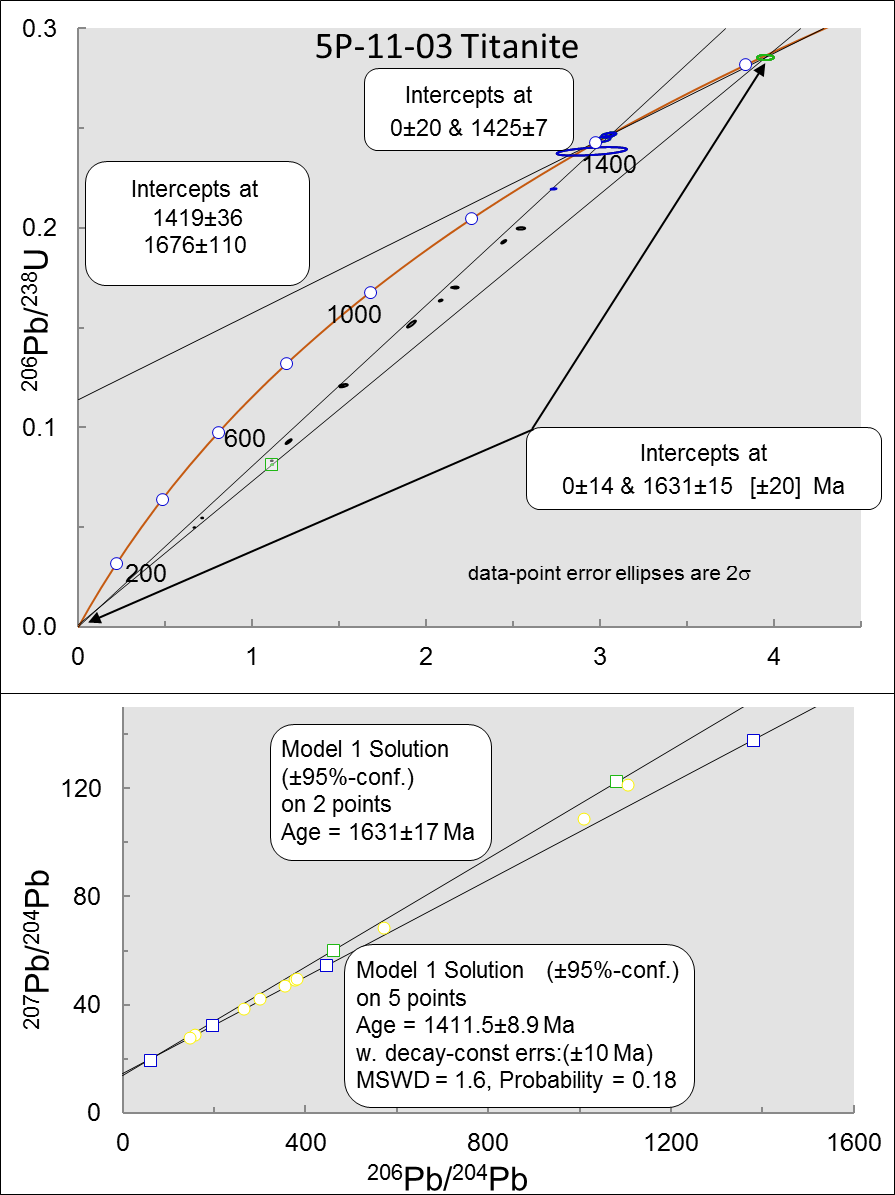 5P-11-03 Titanite
0.3
Intercepts at
0±20 & 1425±7
1400
Intercepts at
1419±36
1676±110
0.2
1000
206Pb/238U
0.1
600
Intercepts at
0±14 & 1631±15 [±20] Ma
200
data-point error ellipses are 2σ
0.0
0 1 2 3 4
Model 1 Solution
(±95%-conf.)
on 2 points
Age = 1631±17 Ma
120
80
207Pb/204Pb
Model 1 Solution (±95%-conf.)
on 5 points
Age = 1411.5±8.9 Ma
w. decay-const errs:(±10 Ma)
MSWD = 1.6, Probability = 0.18
40
0
0 400 800 1200 1600
206Pb/204Pb